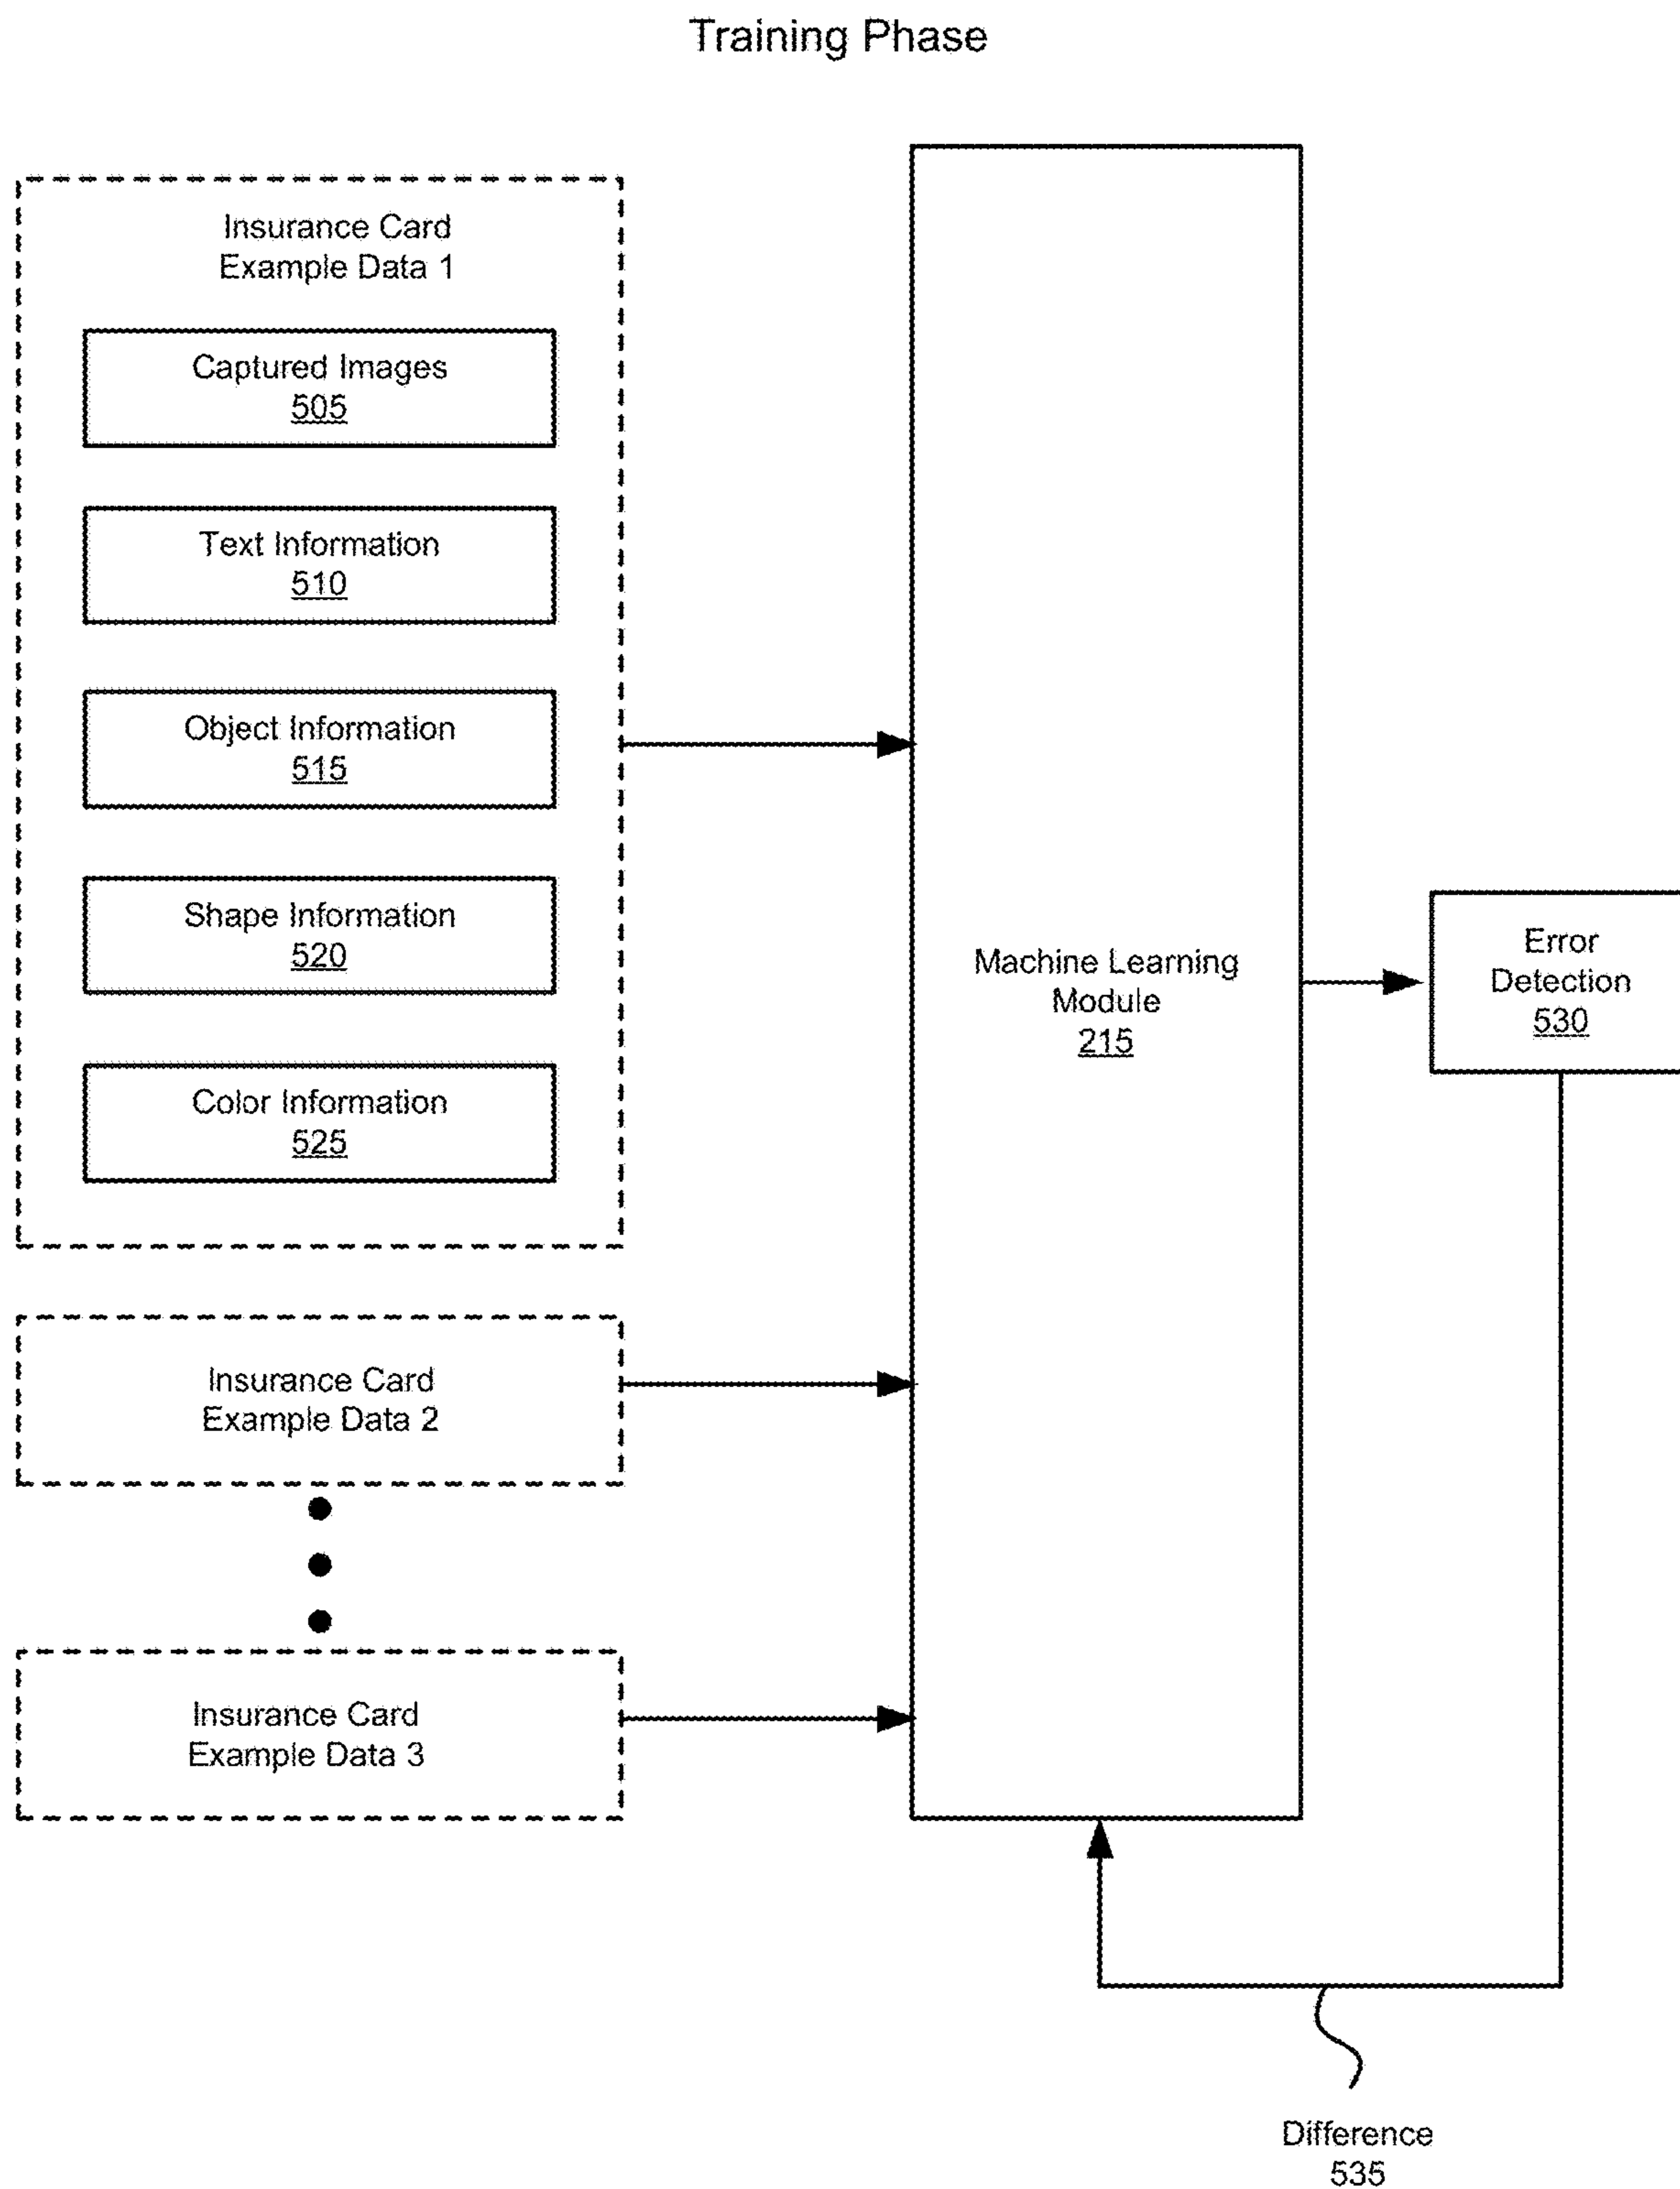 Training Phase
Insurance Card
Example Data 1
Captured Images
505
Text Information
510
Object Information
515
Shape Information
520
Color Information
525
Insurance Card
Example Data 2
Insurance Card
Example Data 3
Machine Learning
Module
215
Error
Detection
530
Difference
535